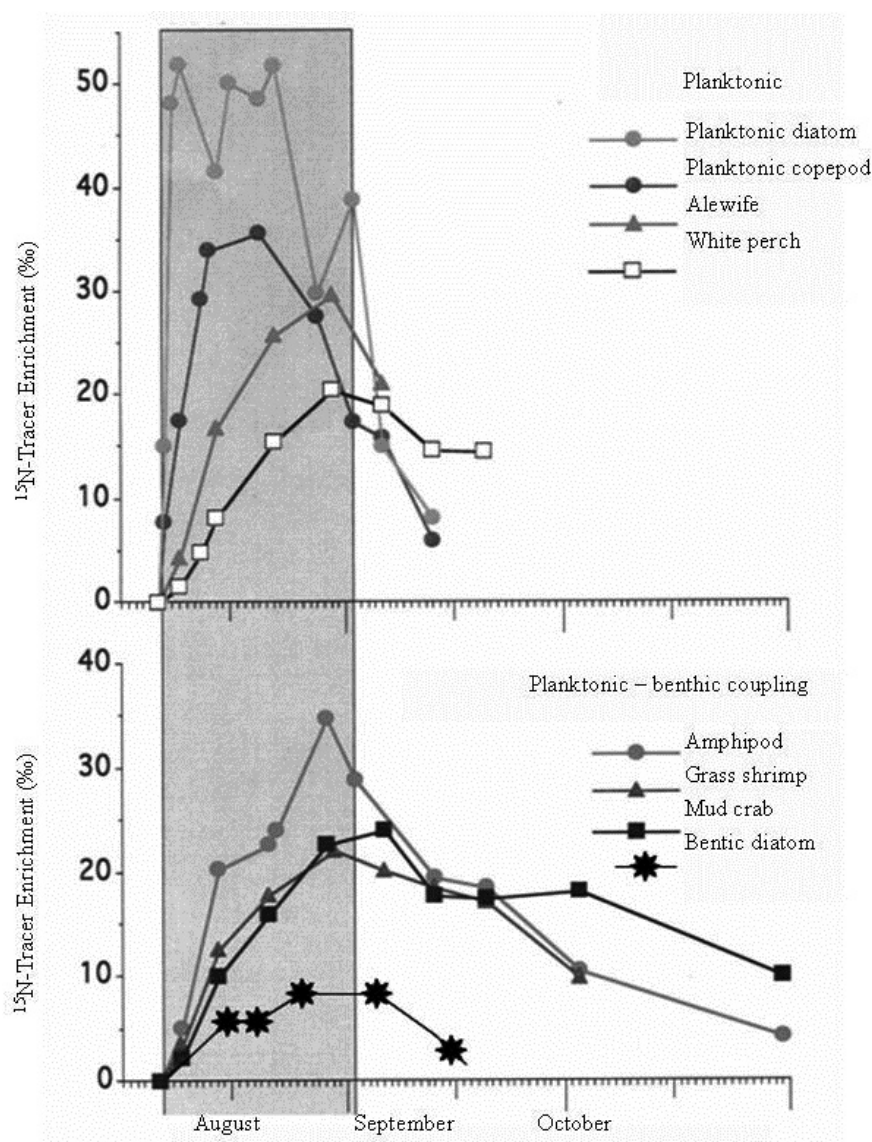 Planktonic
Planktonic diatom
Planktonic copepod
Alewife
White perch
50
40
30
20
10
0
¹⁵N-Tracer Enrichment (‰)
Planktonic – benthic coupling
Amphipod
Grass shrimp
Mud crab
Bentic diatom
40
30
20
10
0
¹⁵N-Tracer Enrichment (‰)
August September October